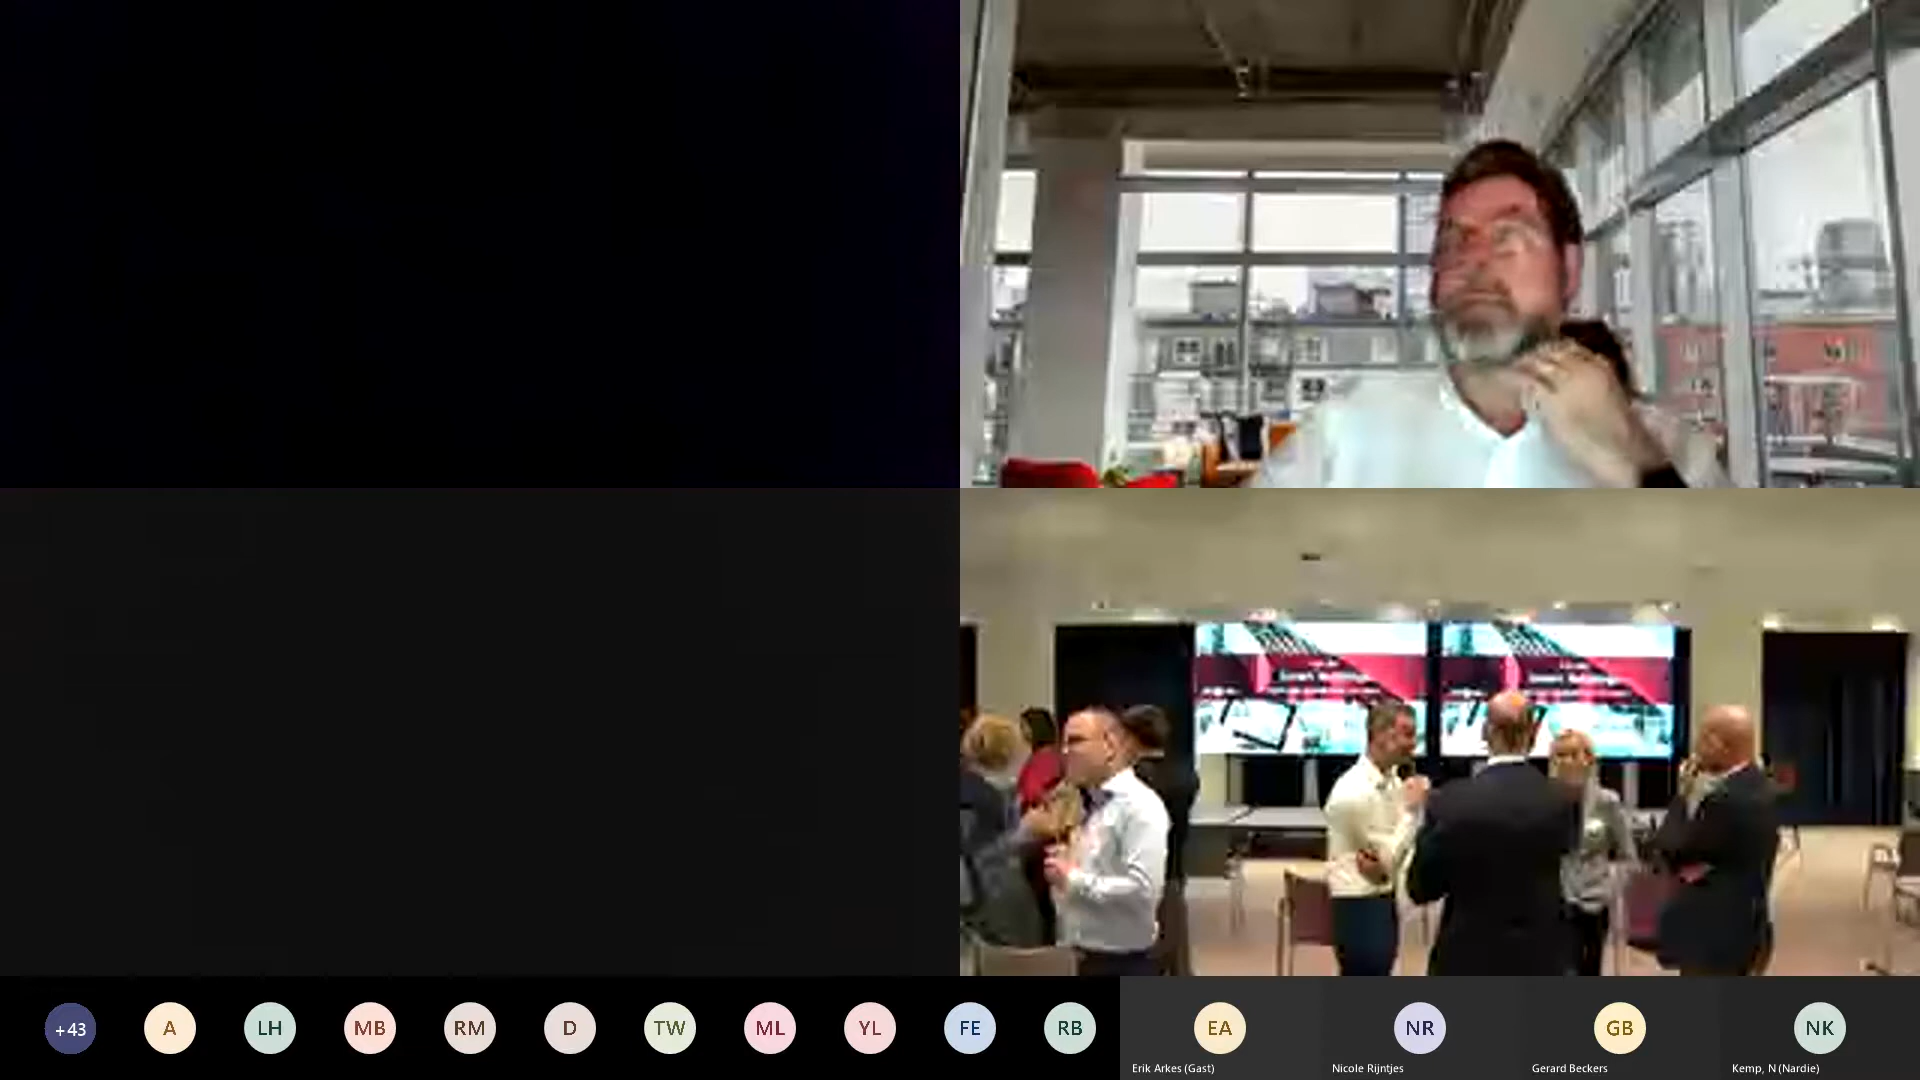 +43
A
LH
MB
RM
D
TW
ML
YL
FE
RB
EA
NR
GB
NK
Erik Arkes (Gast)
Nicole Rijntjes
Gerard Beckers
Kemp, N (Nardie)